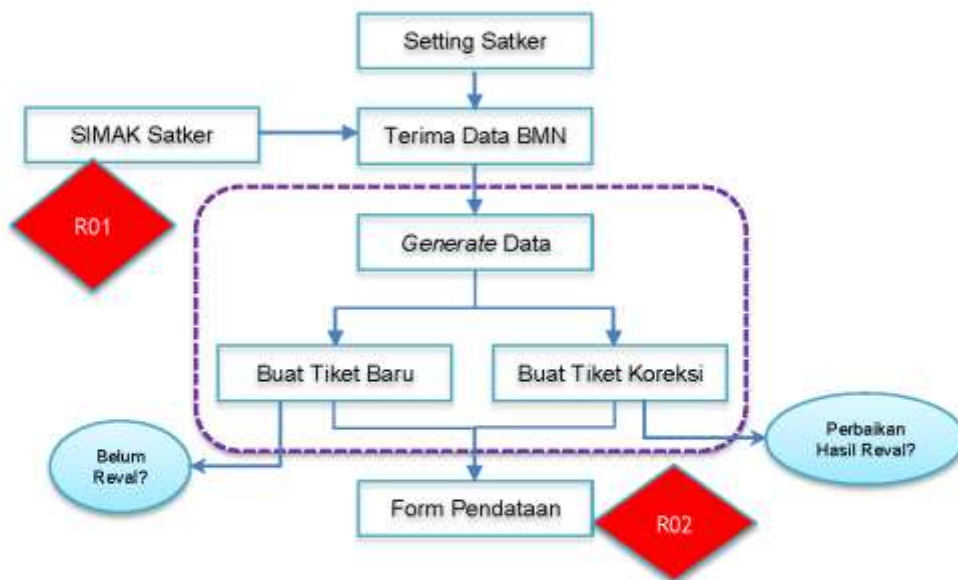 Setting Satker
SIMAK Satker
Terima Data BMN
R01
Generate Data
Buat Tiket Baru
Buat Tiket Koreksi
Belum
Reval?
Perbaikan
Hasil Reval?
Form Pendataan
R02